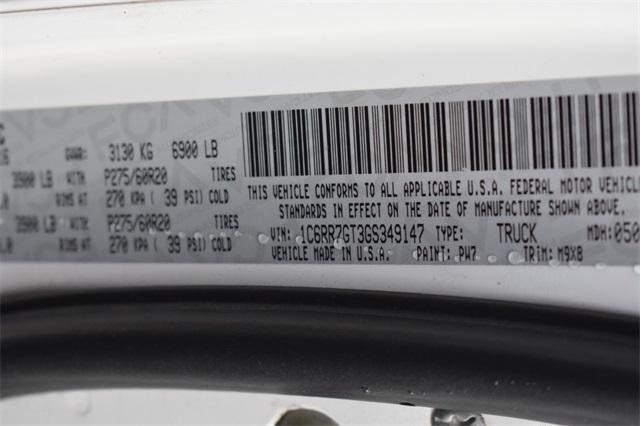 GVWR: 3130 KG 6900 LB
3900 LB WITH P275/60R20 TIRES
RIMS AT 270 KPA ( 39 PSI) COLD
3900 LB WITH P275/60R20 TIRES
RIMS AT 270 KPA ( 39 PSI) COLD
THIS VEHICLE CONFORMS TO ALL APPLICABLE U.S.A. FEDERAL MOTOR VEHICLE
STANDARDS IN EFFECT ON THE DATE OF MANUFACTURE SHOWN ABOVE.
VIN: 1C6RR7GT3GS349147 TYPE: TRUCK MDH: 050
VEHICLE MADE IN U.S.A. PAINT: PW7 TRIM: M9X8